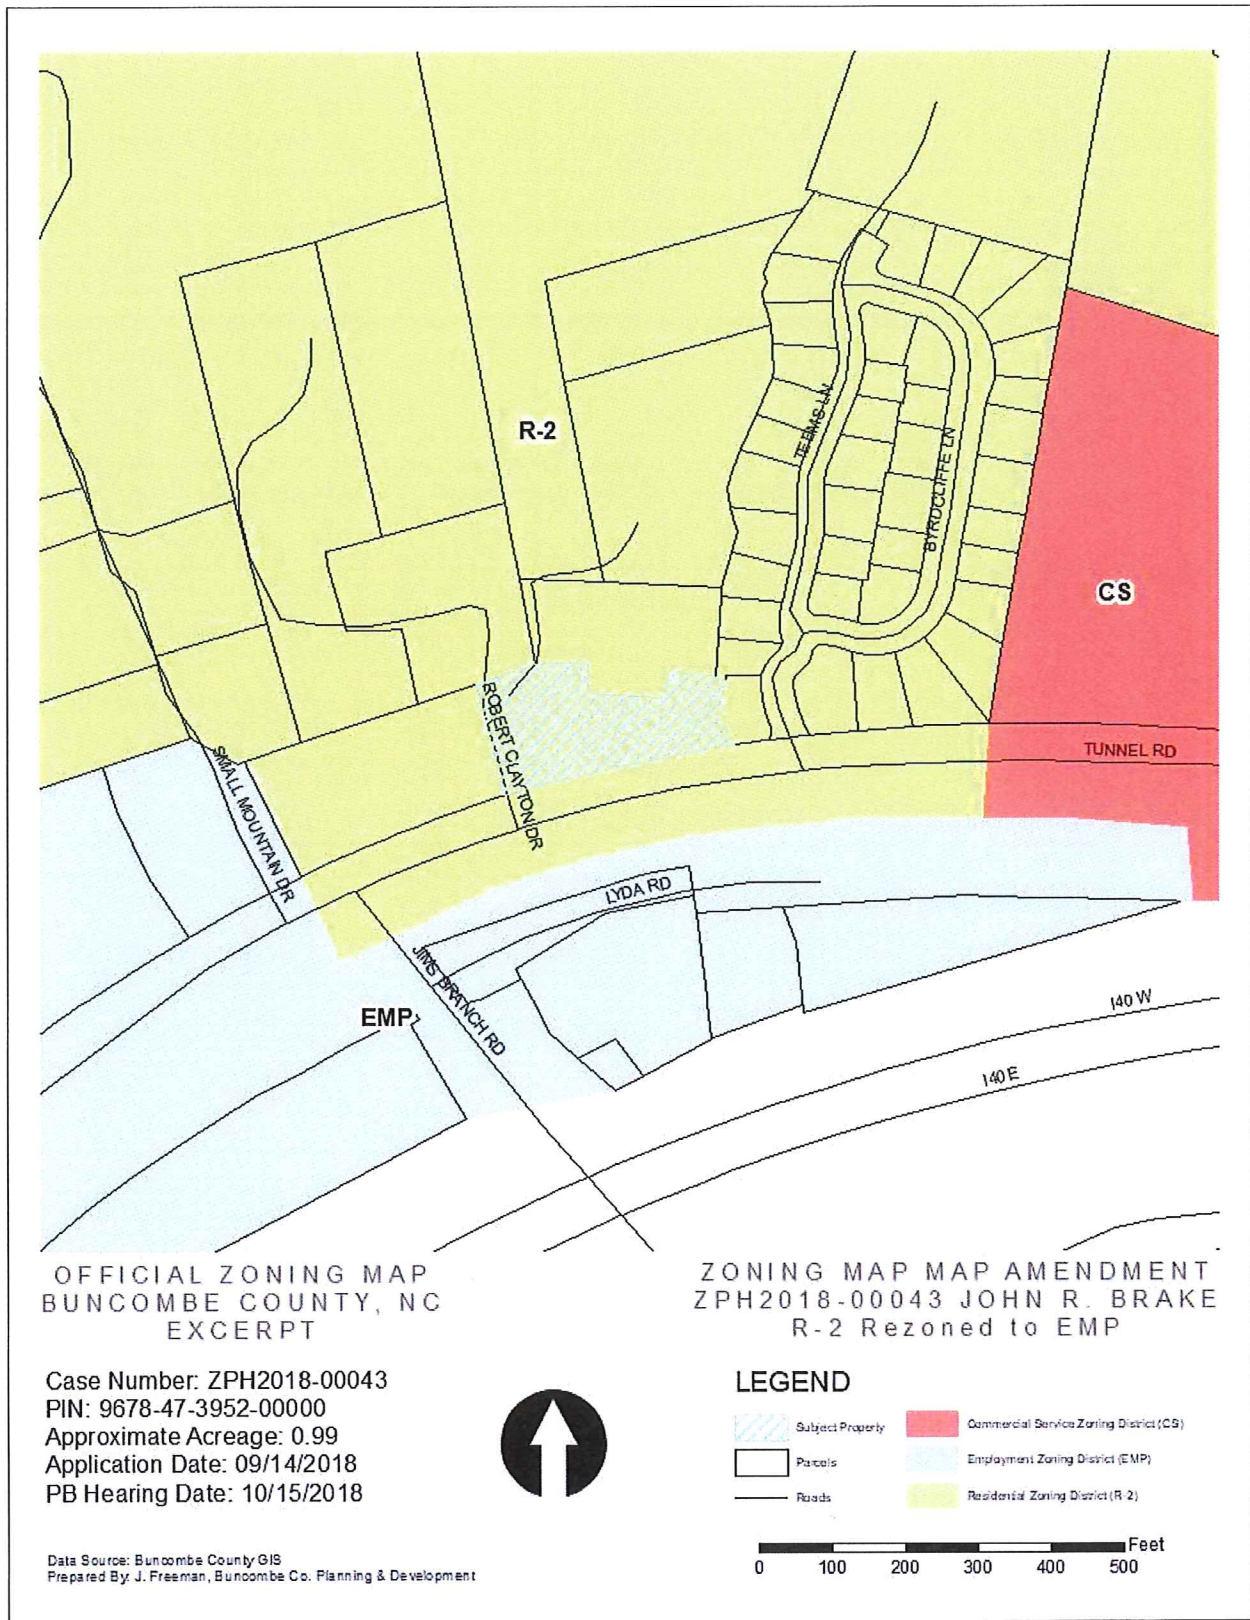 R-2
TEEMS LN
BYRDCLIFFE LN
CS
TUNNEL RD
ROBERT CLAYTON DR
SMALL MOUNTAIN DR
LYDA RD
JIMS BRANCH RD
EMP
I40 W
I40 E
OFFICIAL ZONING MAP
BUNCOMBE COUNTY, NC
EXCERPT
ZONING MAP MAP AMENDMENT
ZPH2018-00043 JOHN R. BRAKE
R-2 Rezoned to EMP
Case Number: ZPH2018-00043
PIN: 9678-47-3952-00000
Approximate Acreage: 0.99
Application Date: 09/14/2018
PB Hearing Date: 10/15/2018
LEGEND
Subject Property
Parcels
Roads
Commercial Service Zoning District (CS)
Employment Zoning District (EMP)
Residential Zoning District (R-2)
Feet
0 100 200 300 400 500
Data Source: Buncombe County GIS
Prepared By: J. Freeman, Buncombe Co. Planning & Development